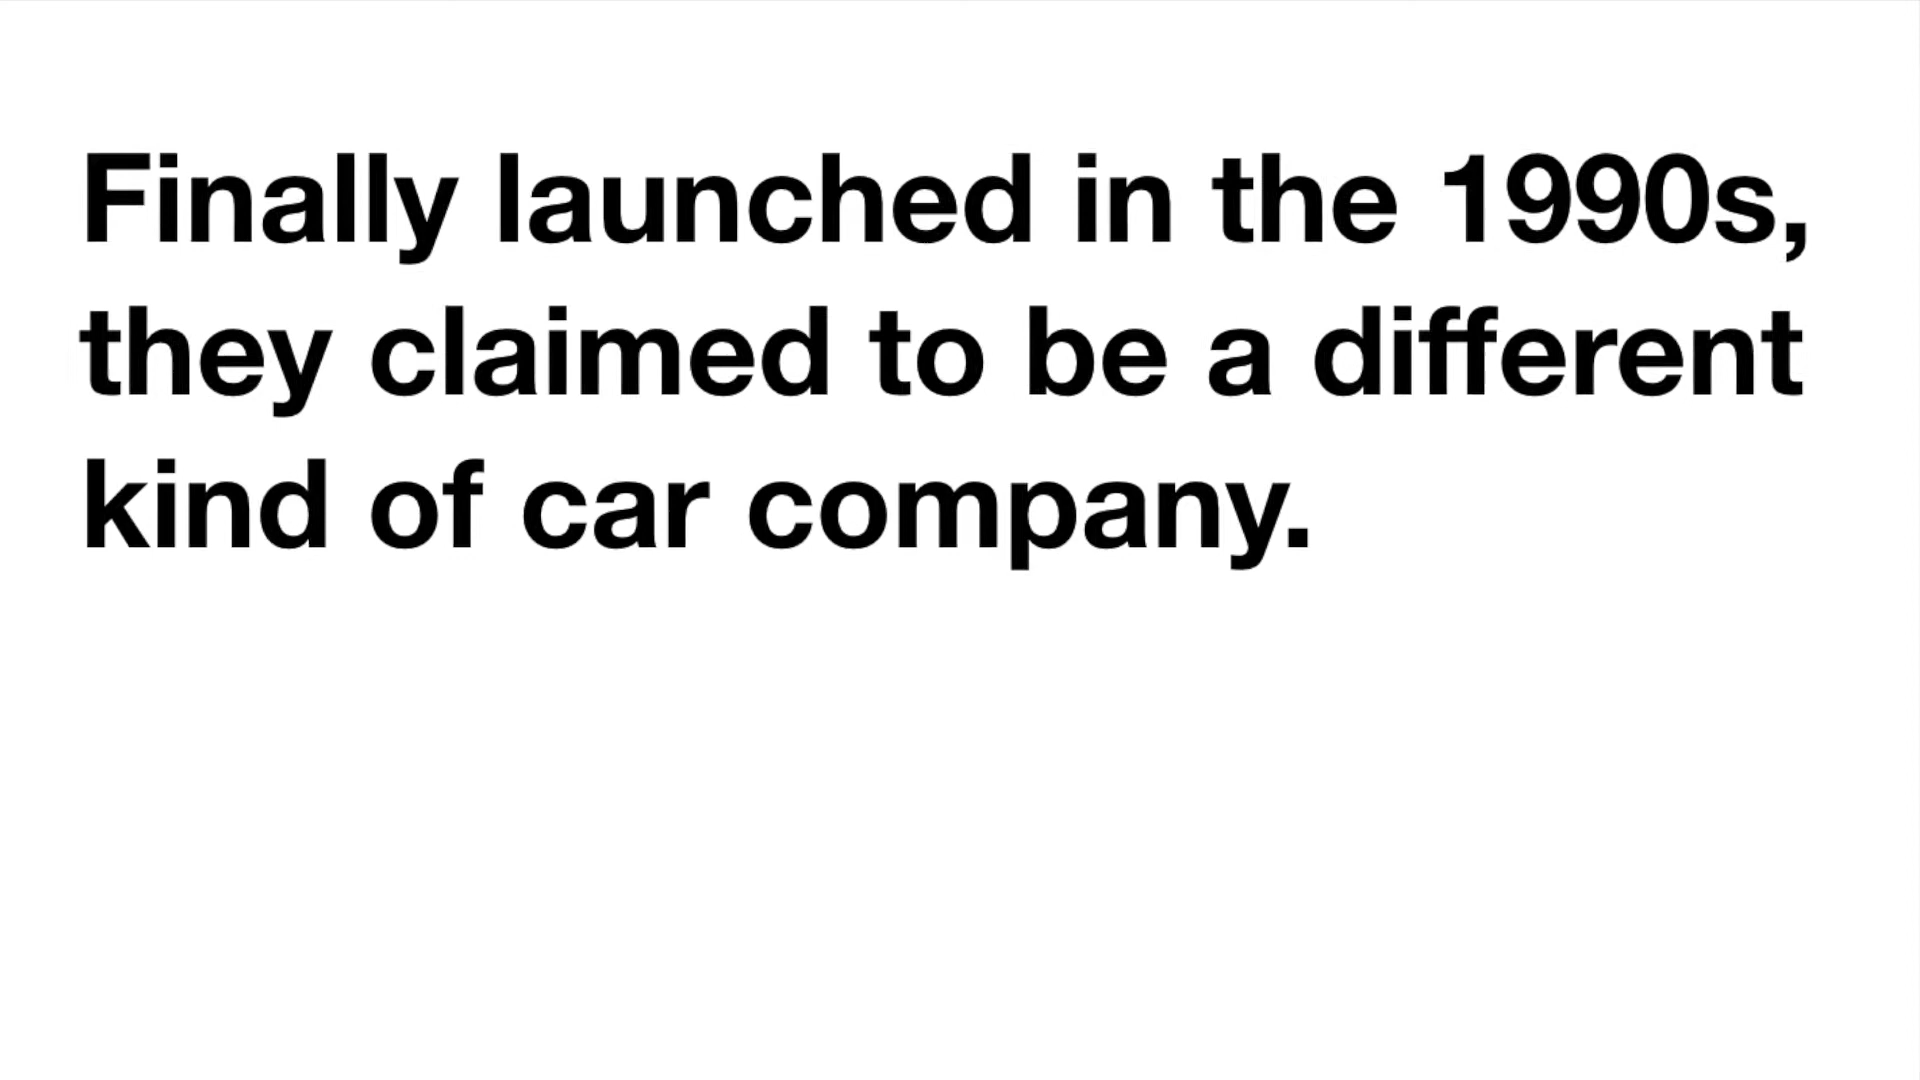 Finally launched in the 1990s,
they claimed to be a different
kind of car company.